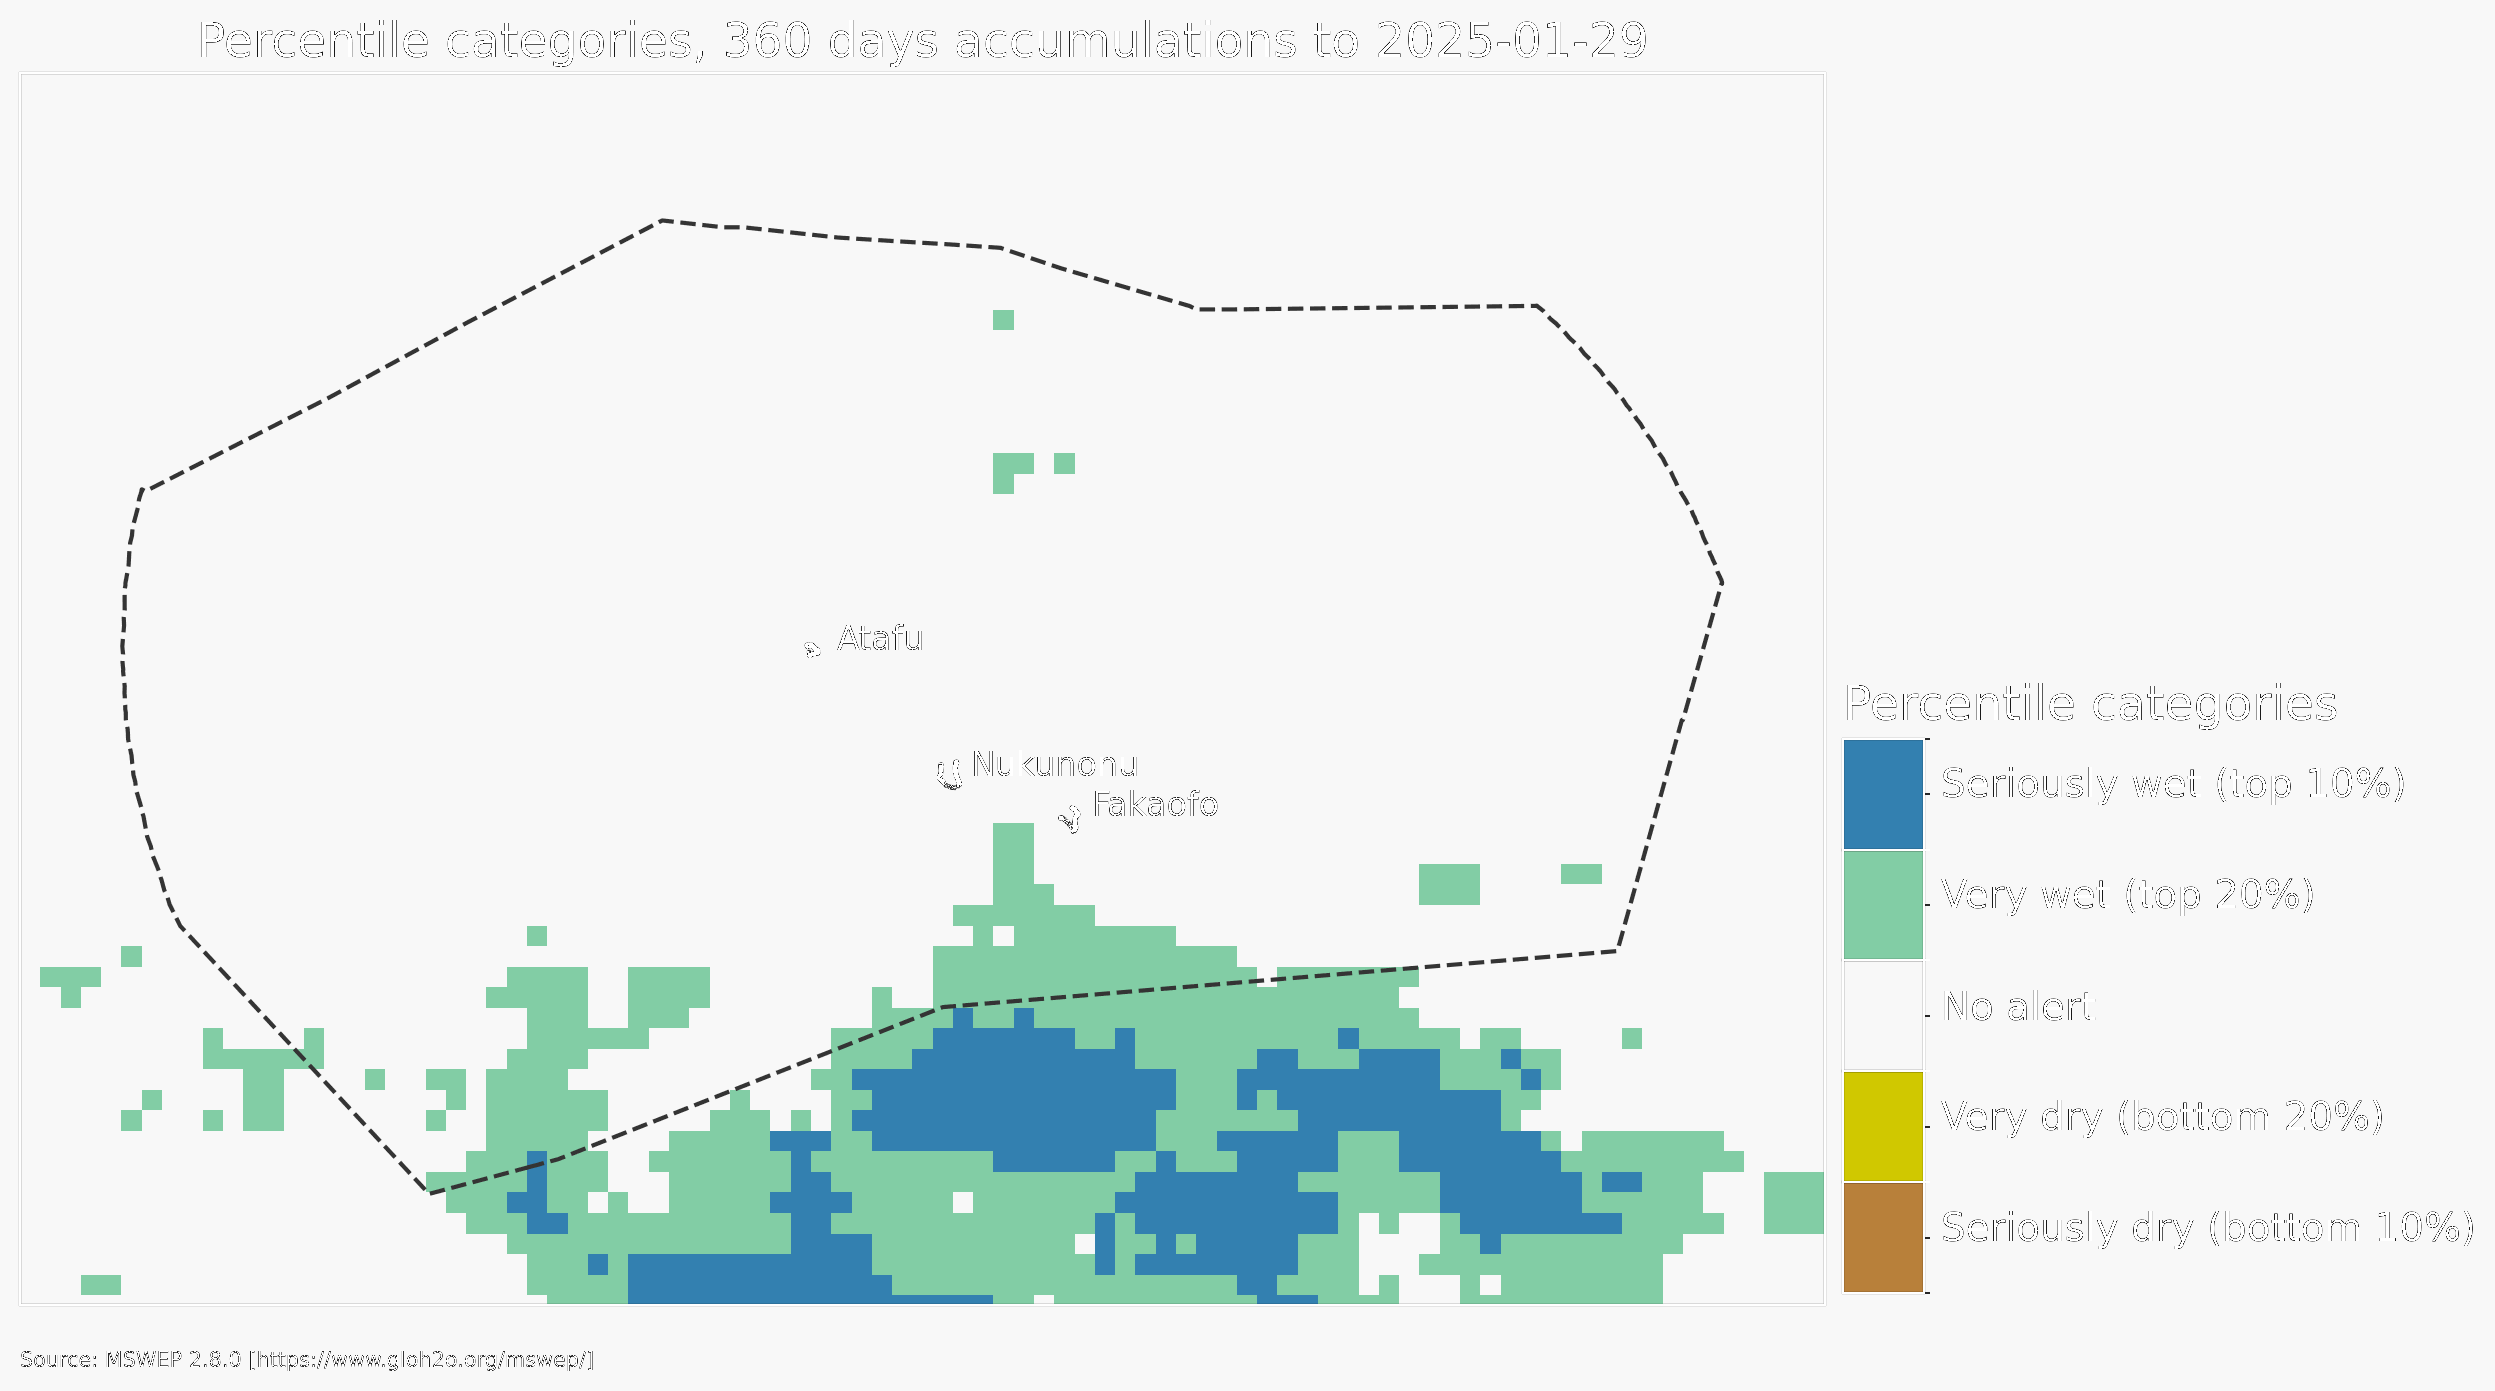 Percentile categories, 360 days accumulations to 2025-01-29
Atafu
Nukunonu
Fakaofo
Percentile categories
Seriously wet (top 10%)
Very wet (top 20%)
No alert
Very dry (bottom 20%)
Seriously dry (bottom 10%)
Source: MSWEP 2.8.0 [https://www.gloh2o.org/mswep/]